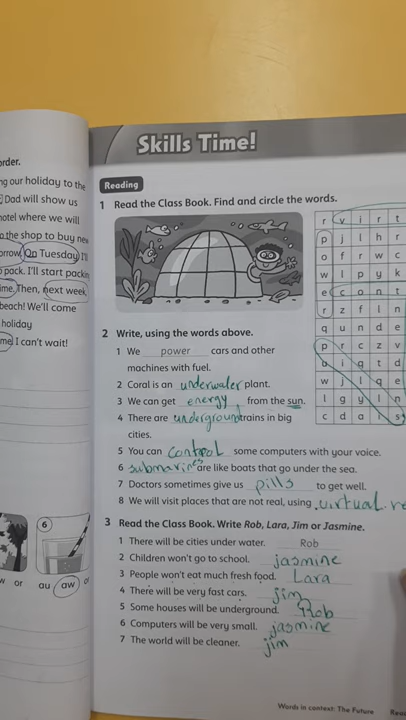 order.
ng our holiday to the
Dad will show us
hotel where we will
o the shop to buy new
orrow. On Tuesday I'll
pack. I'll start packin
ime. Then, next week,
beach! We'll come
holiday
me. I can't wait!
6
w or au aw or
Skills Time!
Reading
1 Read the Class Book. Find and circle the words.
r v i r t
p j l h r
o f r w c
w l p y k
e c o n t
r z f l n
q u n d e
p r c z v
u i g t d
w j l q e
l g y l n
c d a i s
2 Write, using the words above.
1 We power cars and other
machines with fuel.
2 Coral is an underwater plant.
3 We can get energy from the sun.
4 There are underground trains in big
cities.
5 You can control some computers with your voice.
6 submarines are like boats that go under the sea.
7 Doctors sometimes give us pills to get well.
8 We will visit places that are not real, using virtual re
3 Read the Class Book. Write Rob, Lara, Jim or Jasmine.
1 There will be cities under water. Rob
2 Children won't go to school. jasmine
3 People won't eat much fresh food. Lara
4 There will be very fast cars. jim
5 Some houses will be underground. Rob
6 Computers will be very small. jasmine
7 The world will be cleaner. jim
Words in context: The Future Rea